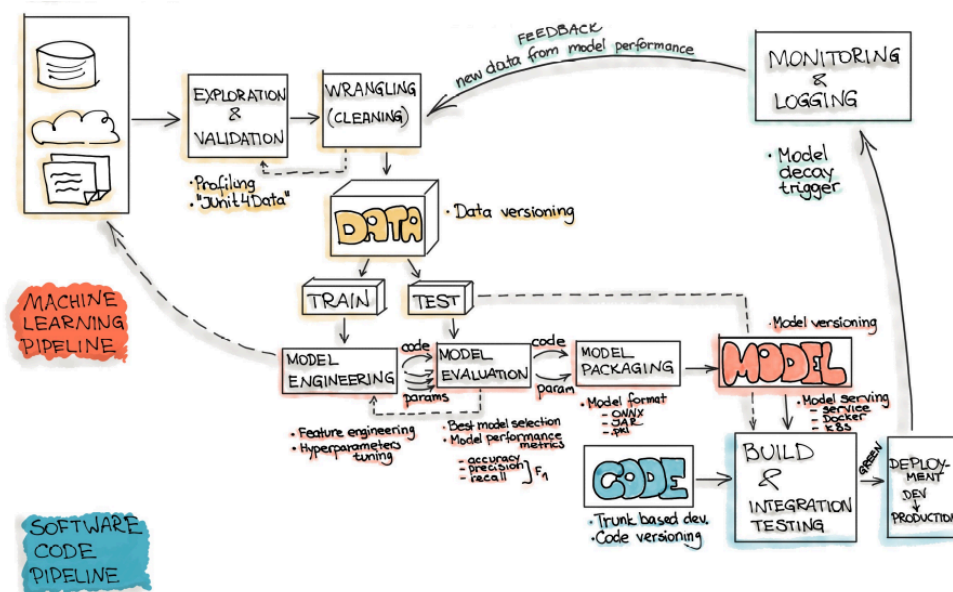 FEEDBACK
new data from model performance
MONITORING
&
LOGGING
EXPLORATION
&
VALIDATION
WRANGLING
(CLEANING)
• Profiling
• "JUnit4Data"
• Model
decay
trigger
DATA
• Data versioning
TRAIN
TEST
MACHINE
LEARNING
PIPELINE
MODEL
ENGINEERING
code
params
MODEL
EVALUATION
code
param
MODEL
PACKAGING
• Model versioning
MODEL
• Feature engineering
• Hyperparameters
tuning
• Best model selection
• Model performance
metrics
- accuracy
- precision
- recall
F1
• Model format
- ONNX
- JAR
- .pkl
• Model serving
- service
- Docker
- K8s
CODE
• Trunk based dev.
• Code versioning
BUILD
&
INTEGRATION
TESTING
GREEN
DEPLOY-
MENT
DEV
PRODUCTION
SOFTWARE
CODE
PIPELINE